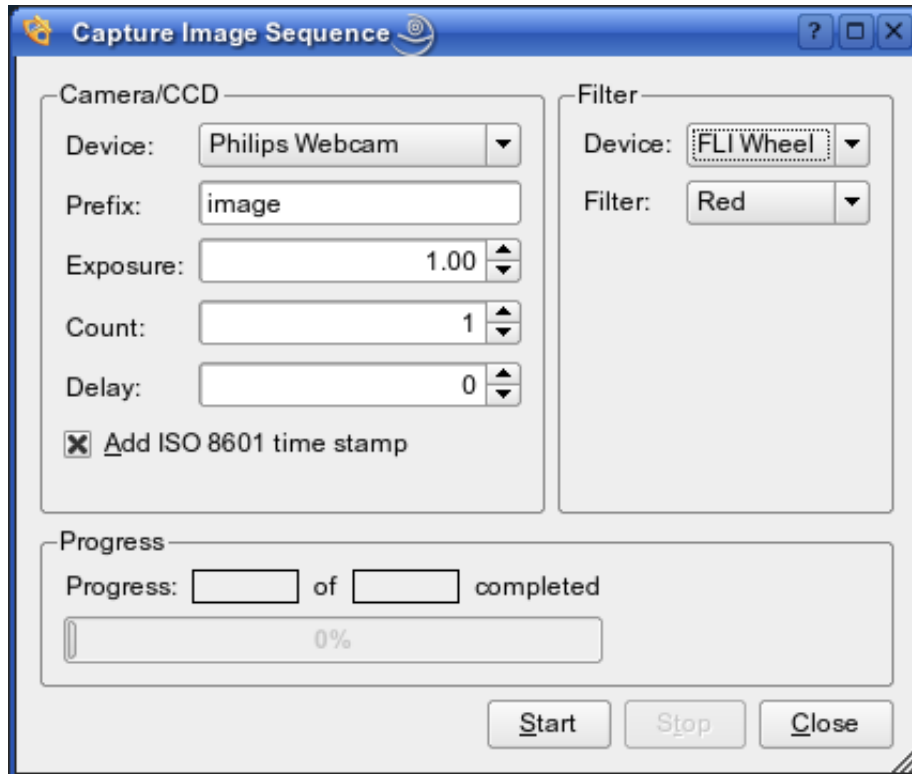 Capture Image Sequence
Camera/CCD
Device: Philips Webcam
Prefix: image
Exposure: 1.00
Count: 1
Delay: 0
Add ISO 8601 time stamp
Filter
Device: FLI Wheel
Filter: Red
Progress
Progress: of completed
0%
Start Stop Close